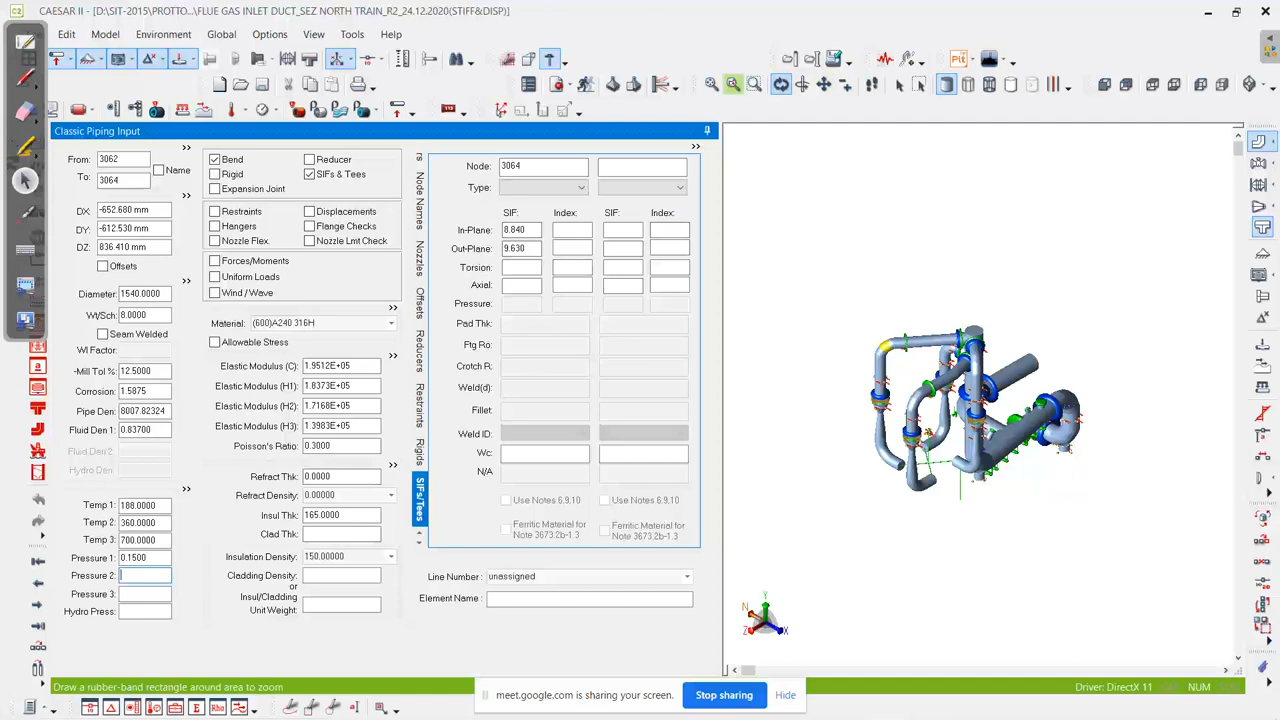 CAESAR II - [D:\SIT-2015\PROTTO...\FLUE GAS INLET DUCT_SEZ NORTH TRAIN_R2_24.12.2020(STIFF&DISP)]
Edit Model Environment Global Options View Tools Help
Classic Piping Input
From: 3062
To: 3064
Name
DX: -652.680 mm
DY: -612.530 mm
DZ: 836.410 mm
Offsets
Diameter: 1540.0000
Wt/Sch: 8.0000
Seam Welded
WI Factor:
-Mill Tol %: 12.5000
Corrosion: 1.5875
Pipe Den: 8007.82324
Fluid Den 1: 0.83700
Fluid Den 2:
Hydro Den:
Temp 1: 188.0000
Temp 2: 360.0000
Temp 3: 700.0000
Pressure 1: 0.1500
Pressure 2:
Pressure 3:
Hydro Press:
Bend Reducer
Rigid SIFs & Tees
Expansion Joint
Restraints Displacements
Hangers Flange Checks
Nozzle Flex. Nozzle Lmt Check
Forces/Moments
Uniform Loads
Wind / Wave
Material: (600)A240 316H
Allowable Stress
Elastic Modulus (C): 1.9512E+05
Elastic Modulus (H1): 1.8373E+05
Elastic Modulus (H2): 1.7168E+05
Elastic Modulus (H3): 1.3983E+05
Poisson's Ratio: 0.3000
Refract Thk: 0.0000
Refract Density: 0.00000
Insul Thk: 165.0000
Clad Thk:
Insulation Density: 150.00000
Cladding Density:
or
Insul/Cladding
Unit Weight:
rs
Node Names
Nozzles
Offsets
Reducers
Restraints
Rigids
SIFs/Tees
Node: 3064
Type:
SIF: Index: SIF: Index:
In-Plane: 8.840
Out-Plane: 9.630
Torsion:
Axial:
Pressure:
Pad Thk:
Ftg Ro:
Crotch R:
Weld(d):
Fillet:
Weld ID:
Wc:
N/A
Use Notes 6,9,10 Use Notes 6,9,10
Ferritic Material for Note 3673.2b-1.3 Ferritic Material for Note 3673.2b-1.3
Line Number: unassigned
Element Name:
Y
N
Z X
Draw a rubber-band rectangle around area to zoom
Driver: DirectX 11 NUM
meet.google.com is sharing your screen. Stop sharing Hide